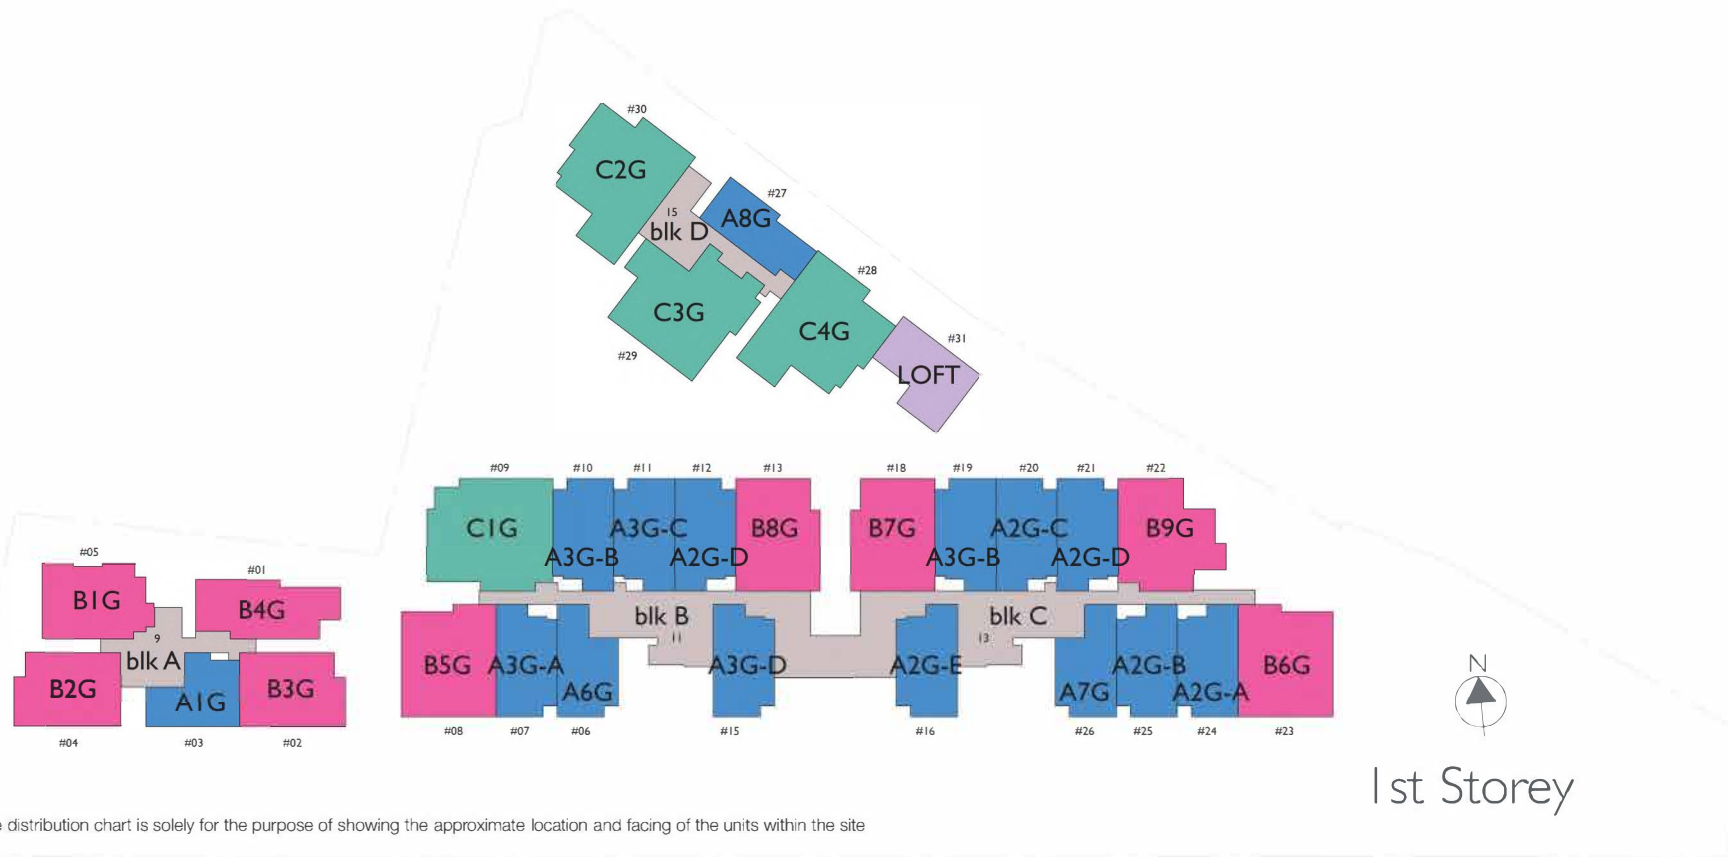 #30
C2G
#27
15
A8G
blk D
#28
C3G
C4G
#29
#31
LOFT
#09 #10 #11 #12 #13 #18 #19 #20 #21 #22
C1G A3G-C B8G B7G A2G-C B9G
A3G-B A2G-D A3G-B A2G-D
#05
#01
B1G B4G
blk B blk C
9 11 13
blk A
B5G A3G-A A3G-D A2G-E A2G-B B6G
B2G A1G B3G A6G A7G A2G-A
#08 #07 #06 #15 #16 #26 #25 #24 #23
#04 #03 #02
N
1st Storey
distribution chart is solely for the purpose of showing the approximate location and facing of the units within the site